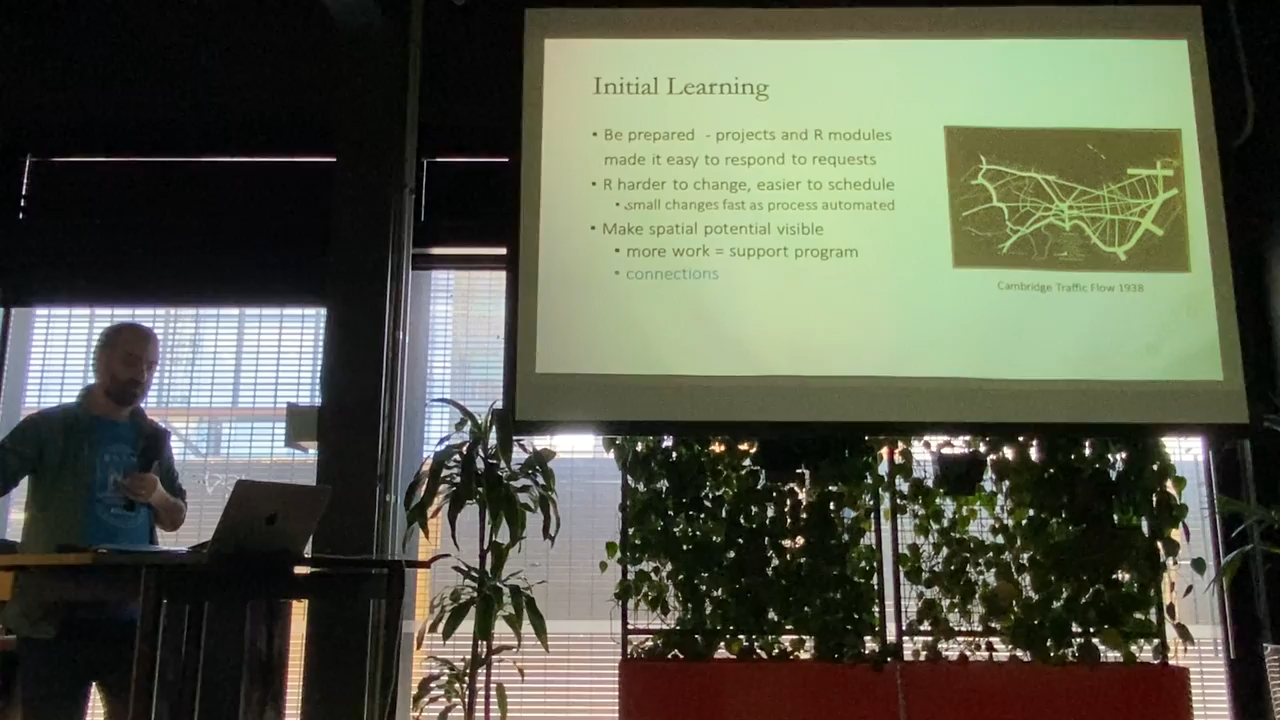 Initial Learning
• Be prepared - projects and R modules
made it easy to respond to requests
• R harder to change, easier to schedule
• small changes fast as process automated
• Make spatial potential visible
• more work = support program
• connections
Cambridge Traffic Flow 1938